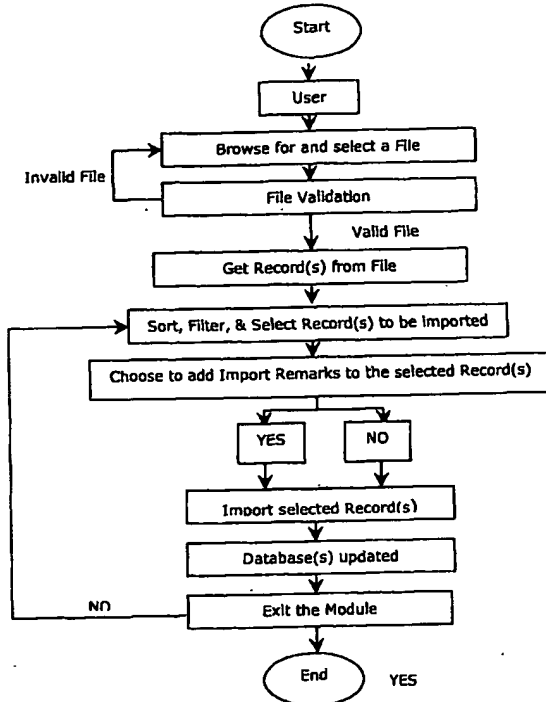 Start
User
Browse for and select a File
Invalid File
File Validation
Valid File
Get Record(s) from File
Sort, Filter, & Select Record(s) to be imported
Choose to add Import Remarks to the selected Record(s)
YES
NO
Import selected Record(s)
Database(s) updated
NO
Exit the Module
End
YES